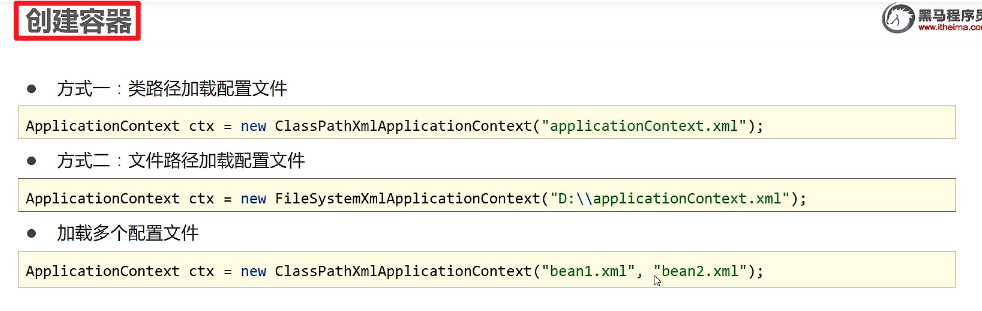 创建容器
黑马程序员
www.itheima.com
方式一：类路径加载配置文件
ApplicationContext ctx = new ClassPathXmlApplicationContext("applicationContext.xml");
方式二：文件路径加载配置文件
ApplicationContext ctx = new FileSystemXmlApplicationContext("D:\\applicationContext.xml");
加载多个配置文件
ApplicationContext ctx = new ClassPathXmlApplicationContext("bean1.xml", "bean2.xml");